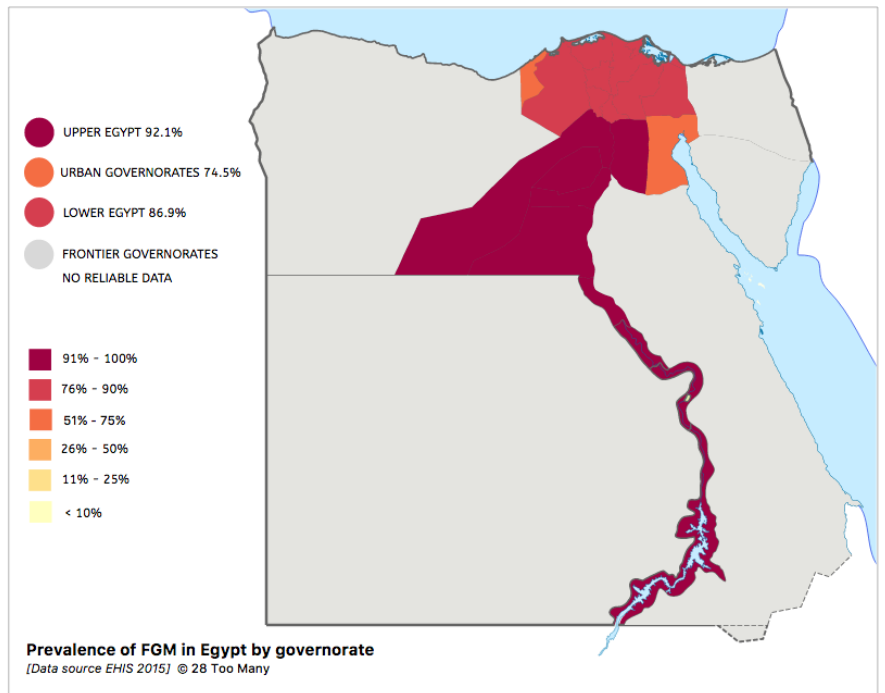 UPPER EGYPT 92.1%
URBAN GOVERNORATES 74.5%
LOWER EGYPT 86.9%
FRONTIER GOVERNORATES
NO RELIABLE DATA
91% - 100%
76% - 90%
51% - 75%
26% - 50%
11% - 25%
< 10%
Prevalence of FGM in Egypt by governorate
[Data source EHIS 2015] © 28 Too Many